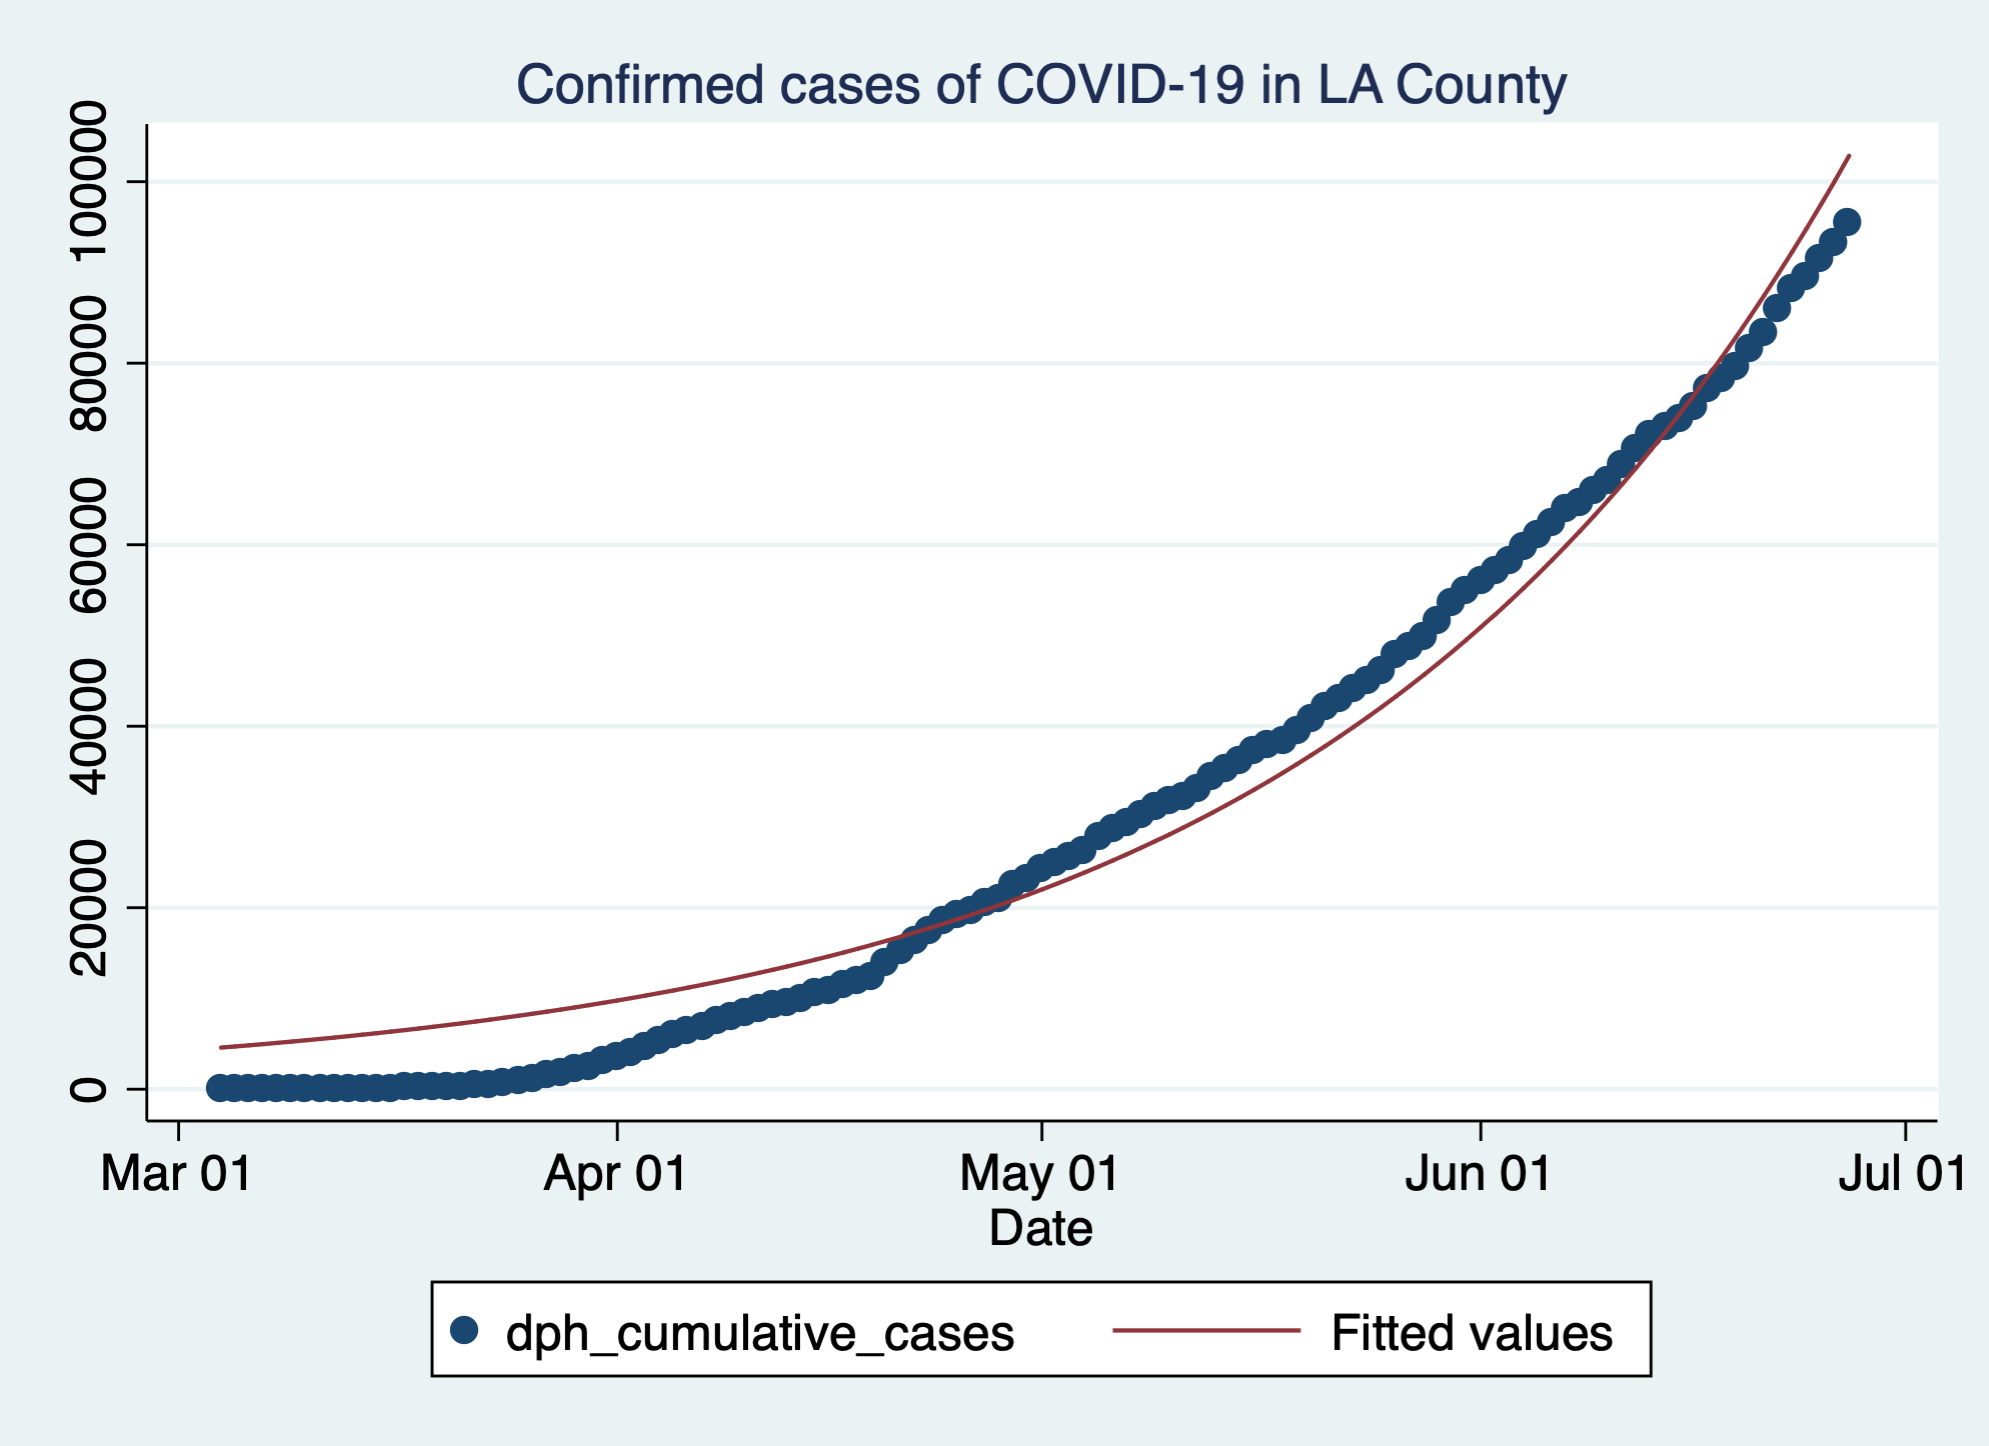 Confirmed cases of COVID-19 in LA County
100000
80000
60000
40000
20000
0
Mar 01 Apr 01 May 01 Jun 01 Jul 01
Date
dph_cumulative_cases Fitted values